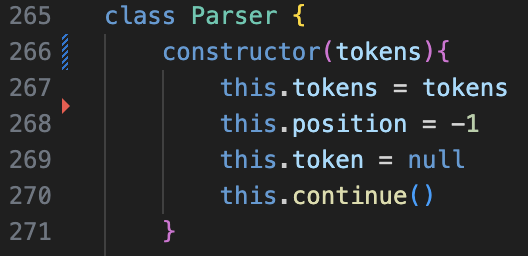 265 class Parser {
266 constructor(tokens){
267 this.tokens = tokens
268 this.position = -1
269 this.token = null
270 this.continue()
271 }